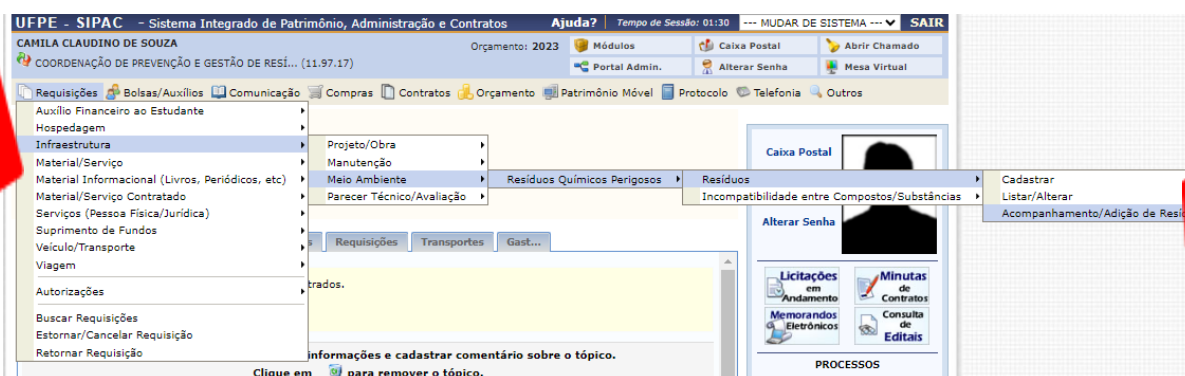 UFPE - SIPAC - Sistema Integrado de Patrimônio, Administração e Contratos Ajuda? Tempo de Sessão: 01:30 --- MUDAR DE SISTEMA --- SAIR
CAMILA CLAUDINO DE SOUZA Orçamento: 2023 Módulos Caixa Postal Abrir Chamado
COORDENAÇÃO DE PREVENÇÃO E GESTÃO DE RESÍ... (11.97.17) Portal Admin. Alterar Senha Mesa Virtual
Requisições Bolsas/Auxílios Comunicação Compras Contratos Orçamento Patrimônio Móvel Protocolo Telefonia Outros
Auxílio Financeiro ao Estudante
Hospedagem
Infraestrutura Projeto/Obra Caixa Postal
Material/Serviço Manutenção
Material Informacional (Livros, Periódicos, etc) Meio Ambiente Resíduos Químicos Perigosos Resíduos Cadastrar
Material/Serviço Contratado Parecer Técnico/Avaliação Incompatibilidade entre Compostos/Substâncias Listar/Alterar
Serviços (Pessoa Física/Jurídica) Alterar Senha Acompanhamento/Adição de Resí
Suprimento de Fundos
Veículo/Transporte s Requisições Transportes Gast...
Viagem
Autorizações trados. Licitações em Andamento Minutas de Contratos
Buscar Requisições Memorandos Eletrônicos Consulta de Editais
Estornar/Cancelar Requisição
Retornar Requisição informações e cadastrar comentário sobre o tópico.
Clique em para remover o tópico. PROCESSOS